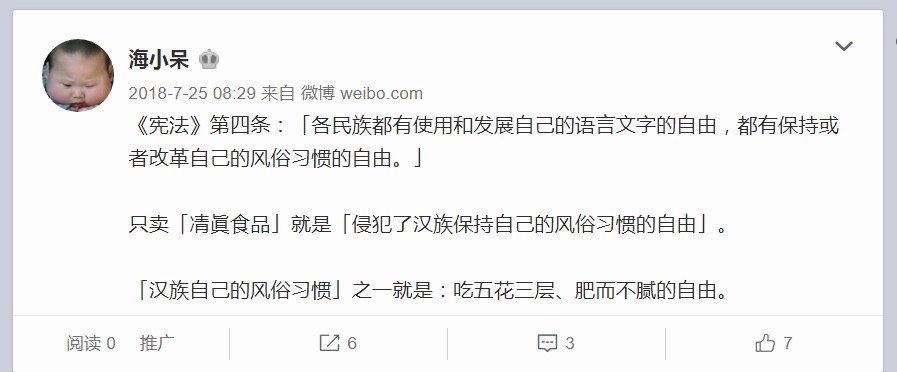 海小呆
2018-7-25 08:29 来自 微博 weibo.com
《宪法》第四条：「各民族都有使用和发展自己的语言文字的自由，都有保持或
者改革自己的风俗习惯的自由。」
只卖「凊眞食品」就是「侵犯了汉族保持自己的风俗习惯的自由」。
「汉族自己的风俗习惯」之一就是：吃五花三层、肥而不腻的自由。
阅读 0 推广 6 3 7